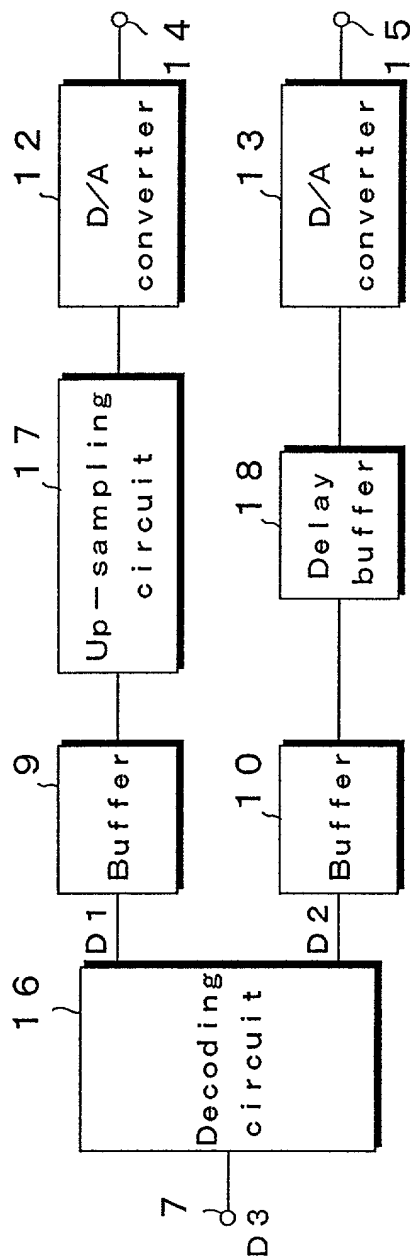 16
9
17
12
D/A
converter
14
Up-sampling
circuit
Buffer
D1
Decoding
circuit
7
D3
D2
10
Buffer
18
Delay
buffer
13
D/A
converter
15